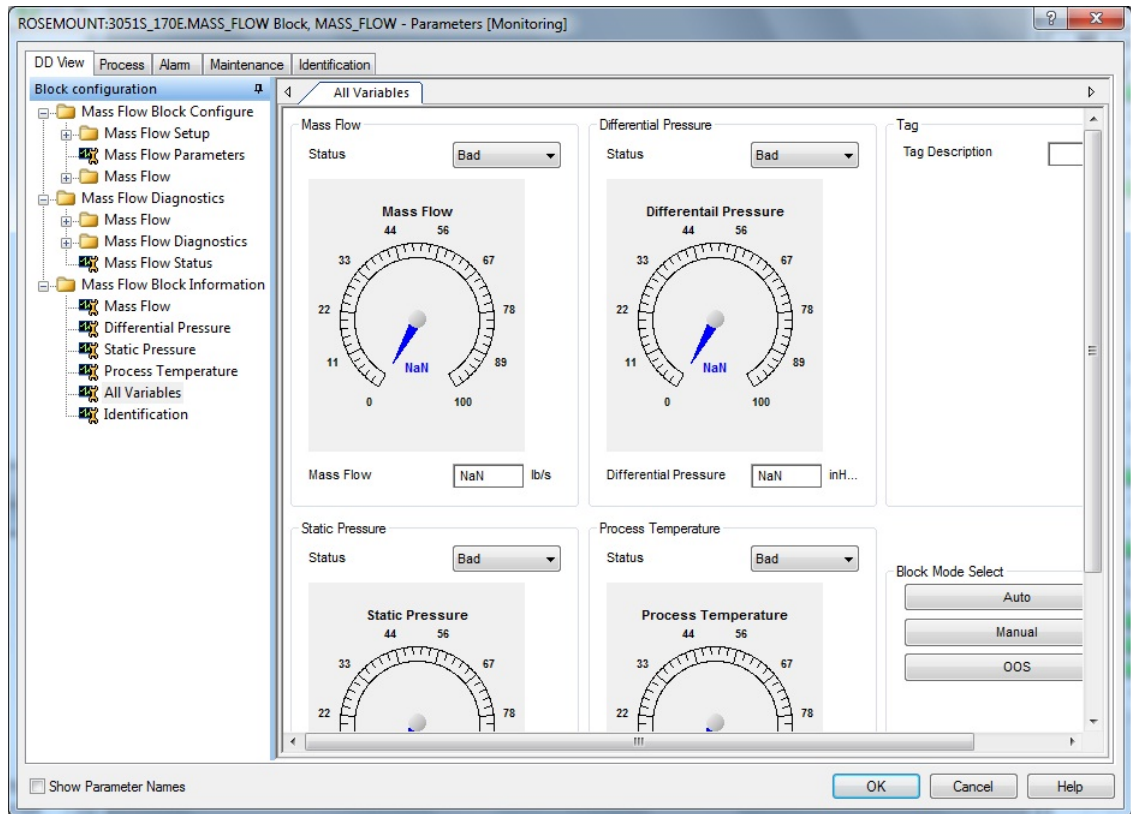 ROSEMOUNT:3051S_170E.MASS_FLOW Block, MASS_FLOW - Parameters [Monitoring]
DD View Process Alarm Maintenance Identification
Block configuration
Mass Flow Block Configure
Mass Flow Setup
Mass Flow Parameters
Mass Flow
Mass Flow Diagnostics
Mass Flow
Mass Flow Diagnostics
Mass Flow Status
Mass Flow Block Information
Mass Flow
Differential Pressure
Static Pressure
Process Temperature
All Variables
Identification
All Variables
Mass Flow
Status Bad
Mass Flow
44 56
33 67
22 78
11 NaN 89
0 100
Mass Flow NaN lb/s
Differential Pressure
Status Bad
Differentail Pressure
44 56
33 67
22 78
11 NaN 89
0 100
Differential Pressure NaN inH...
Tag
Tag Description
Static Pressure
Status Bad
Static Pressure
44 56
33 67
22 78
Process Temperature
Status Bad
Process Temperature
44 56
33 67
22 78
Block Mode Select
Auto
Manual
OOS
Show Parameter Names
OK Cancel Help